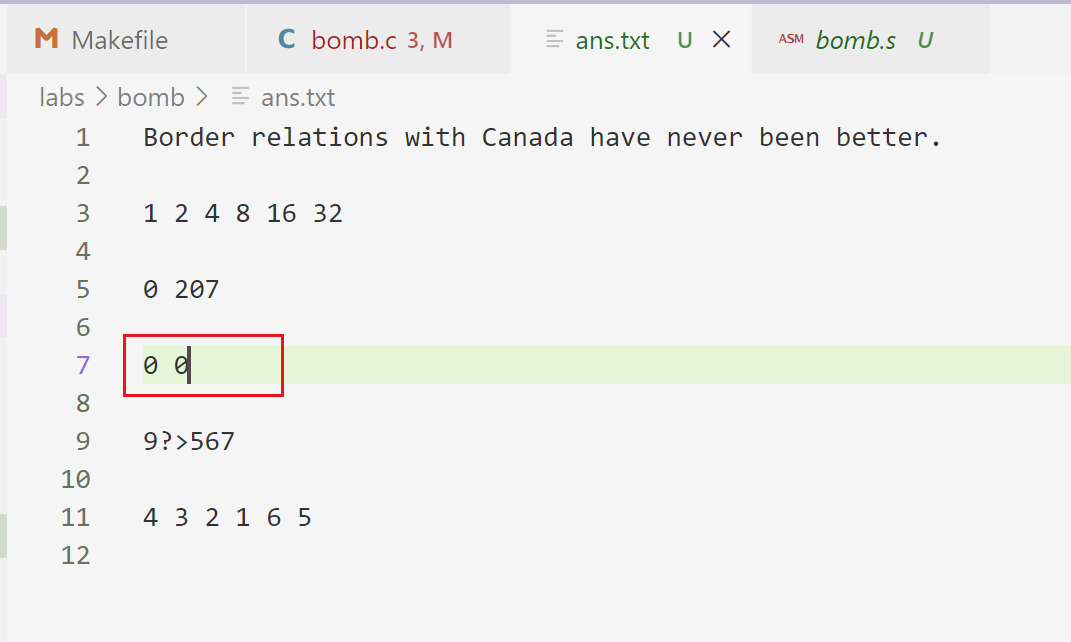 M Makefile C bomb.c 3, M ans.txt U ASM bomb.s U
labs > bomb > ans.txt
1 Border relations with Canada have never been better.
2
3 1 2 4 8 16 32
4
5 0 207
6
7 0 0
8
9 9?>567
10
11 4 3 2 1 6 5
12